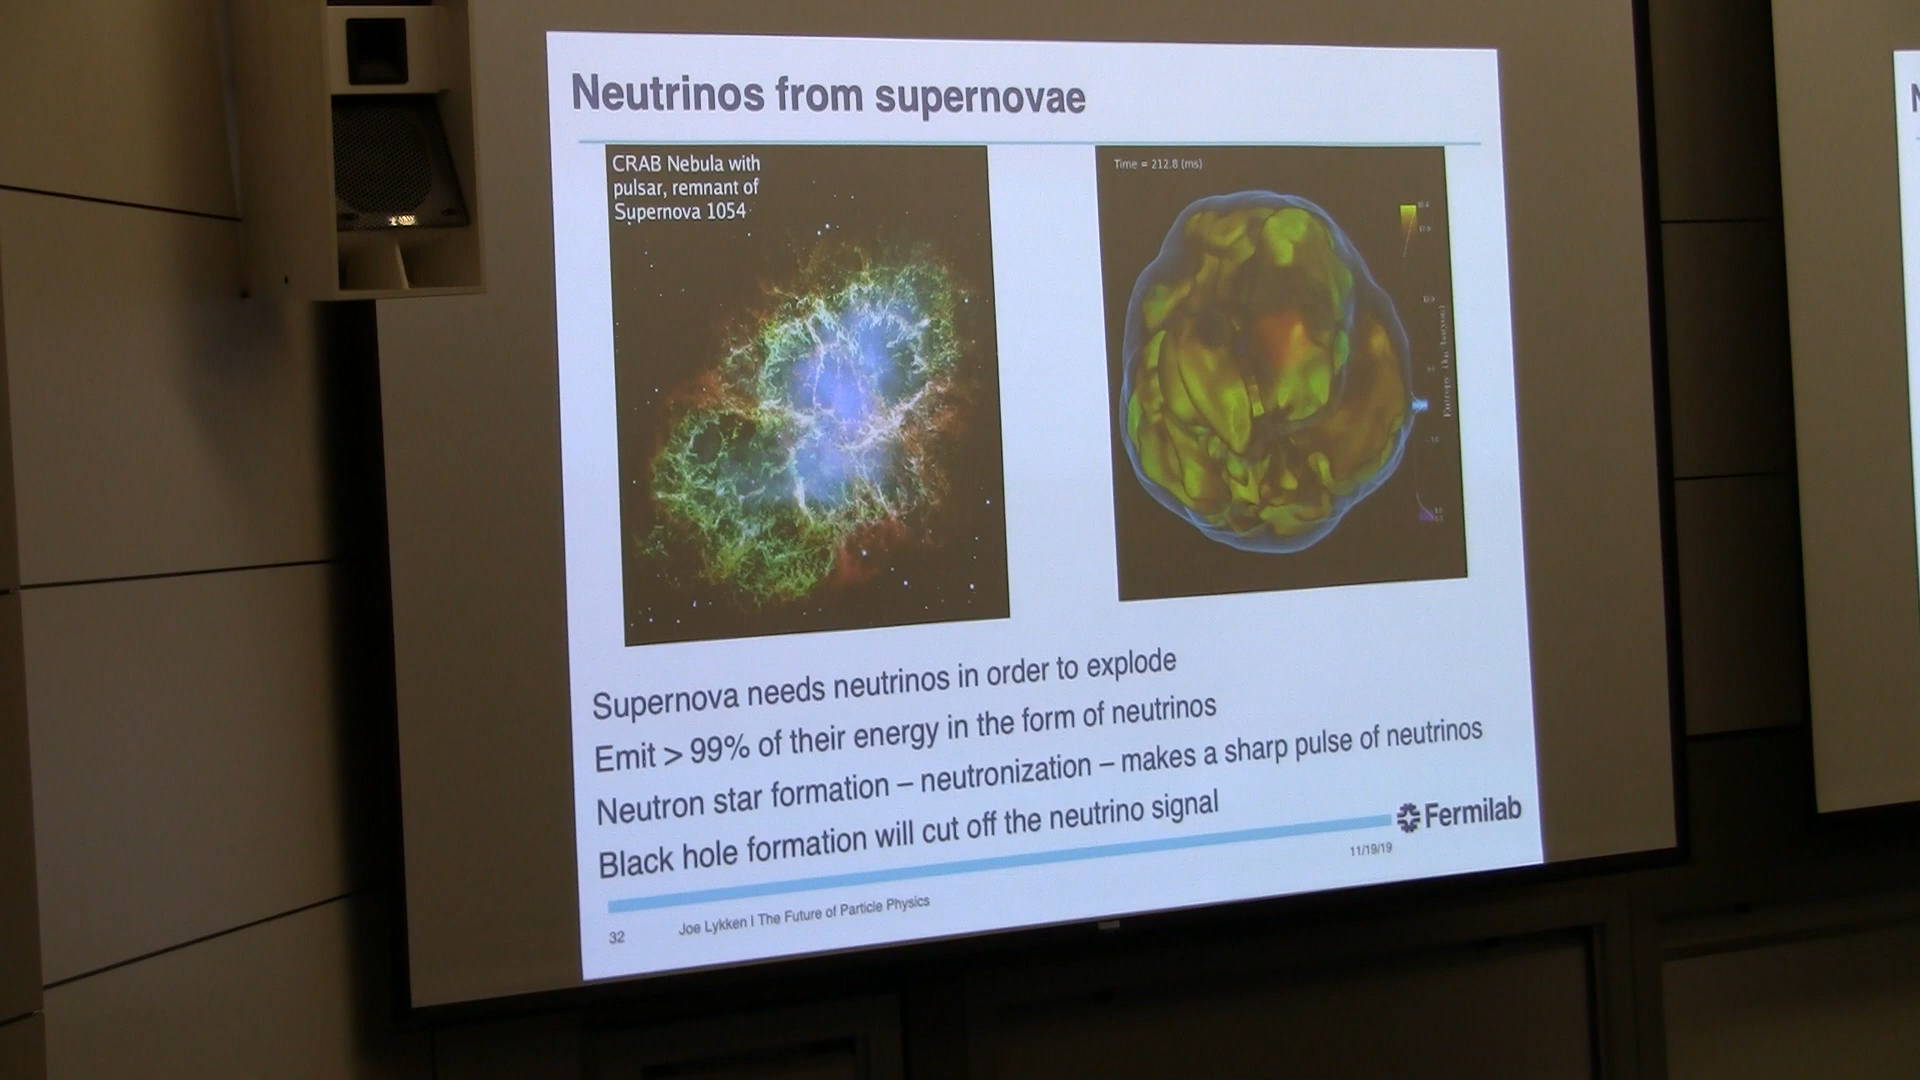 Neutrinos from supernovae
CRAB Nebula with
pulsar, remnant of
Supernova 1054
Time = 212.8 (ms)
Supernova needs neutrinos in order to explode
Emit > 99% of their energy in the form of neutrinos
Neutron star formation – neutronization – makes a sharp pulse of neutrinos
Black hole formation will cut off the neutrino signal
Fermilab
11/19/19
32 Joe Lykken I The Future of Particle Physics
N